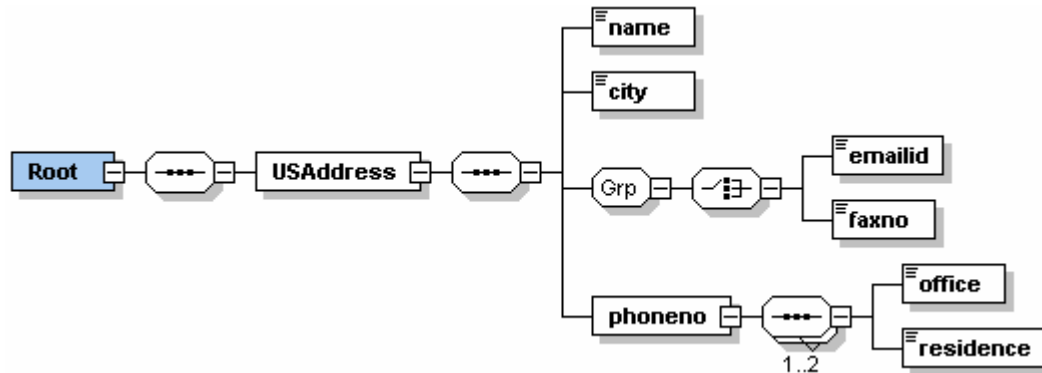 name
city
Root
USAddress
Grp
emailid
faxno
phoneno
office
residence
1..2